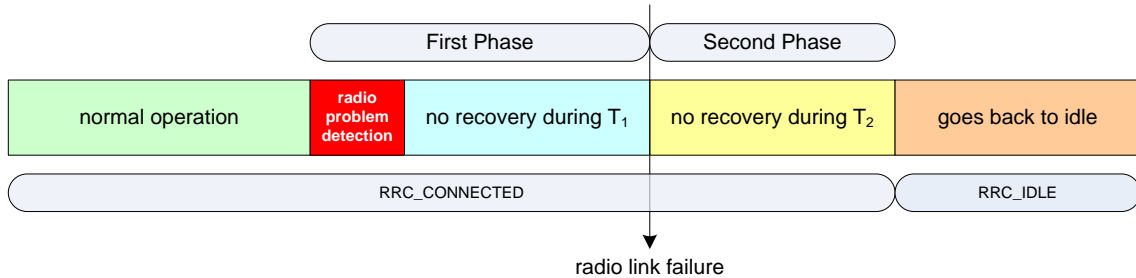 First Phase
Second Phase
normal operation
radio
problem
detection
no recovery during T₁
no recovery during T₂
goes back to idle
RRC_CONNECTED
RRC_IDLE
radio link failure